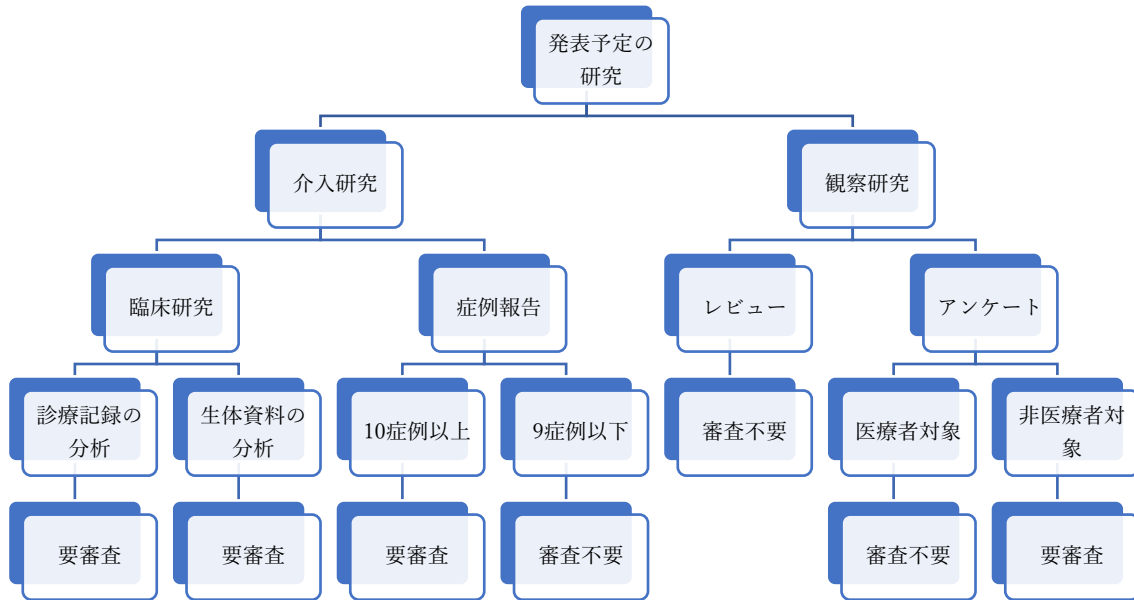 発表予定の
研究
介入研究
観察研究
臨床研究
症例報告
レビュー
アンケート
診療記録の
分析
生体資料の
分析
10症例以上
9症例以下
審査不要
医療者対象
非医療者対
象
要審査
要審査
要審査
審査不要
審査不要
要審査